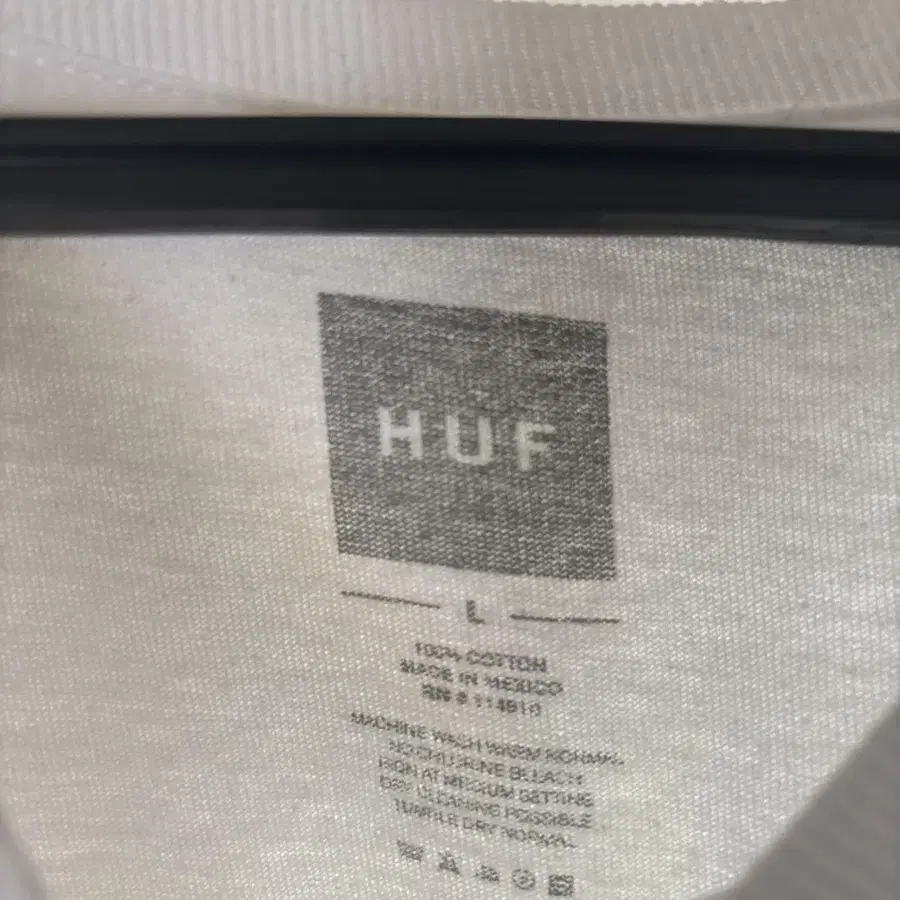 HUF
L
100% COTTON
MADE IN MEXICO
RN # 114910
MACHINE WASH WARM NORMAL
NO CHLORINE BLEACH
IRON AT MEDIUM SETTING
DRY CLEANING POSSIBLE
TUMBLE DRY NORMAL